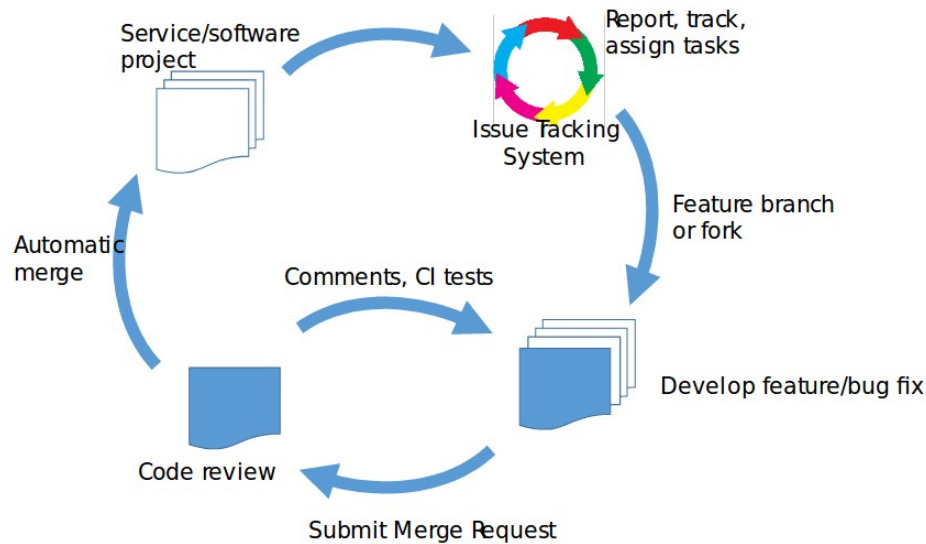 Service/software
project
Report, track,
assign tasks
Issue Tacking
System
Feature branch
or fork
Automatic
merge
Comments, CI tests
Develop feature/bug fix
Code review
Submit Merge Request